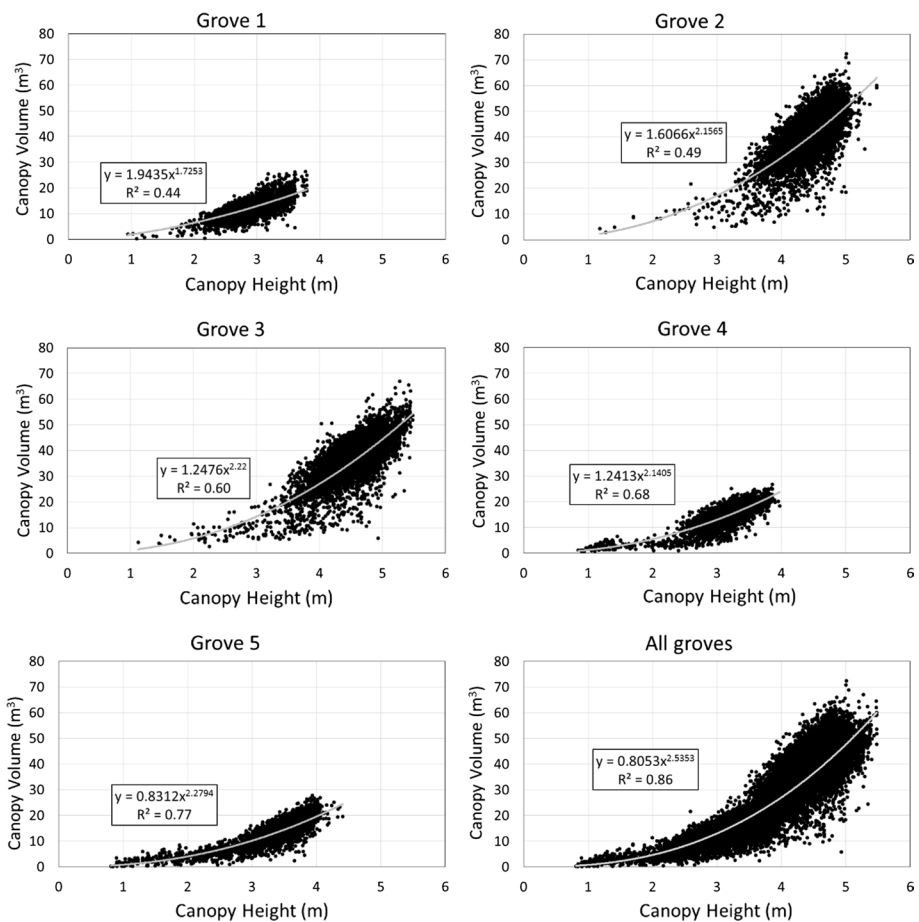 Grove 1
Canopy Volume (m³)
80
70
60
50
40
30
20
10
0
y = 1.9435x^1.7253
R² = 0.44
0 1 2 3 4 5 6
Canopy Height (m)
Grove 2
Canopy Volume (m³)
80
70
60
50
40
30
20
10
0
y = 1.6066x^2.1565
R² = 0.49
0 1 2 3 4 5 6
Canopy Height (m)
Grove 3
Canopy Volume (m³)
80
70
60
50
40
30
20
10
0
y = 1.2476x^2.22
R² = 0.60
0 1 2 3 4 5 6
Canopy Height (m)
Grove 4
Canopy Volume (m³)
80
70
60
50
40
30
20
10
0
y = 1.2413x^2.1405
R² = 0.68
0 1 2 3 4 5 6
Canopy Height (m)
Grove 5
Canopy Volume (m³)
80
70
60
50
40
30
20
10
0
y = 0.8312x^2.2794
R² = 0.77
0 1 2 3 4 5 6
Canopy Height (m)
All groves
Canopy Volume (m³)
80
70
60
50
40
30
20
10
0
y = 0.8053x^2.5353
R² = 0.86
0 1 2 3 4 5 6
Canopy Height (m)